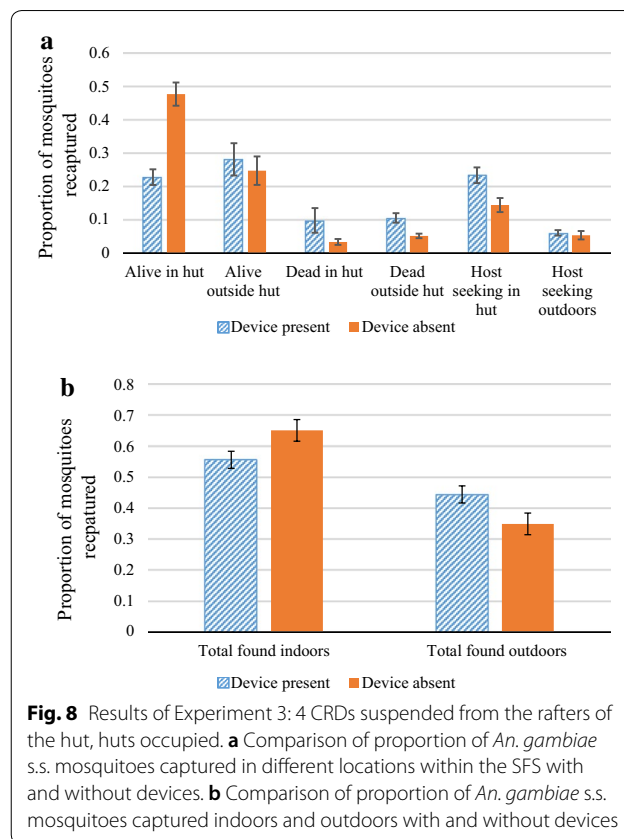 a
Proportion of mosquitoes
recaptured
0.6
0.5
0.4
0.3
0.2
0.1
0
Alive in hut
Alive
outside hut
Dead in hut
Dead
outside hut
Host
seeking in
hut
Host
seeking
outdoors
Device present
Device absent
b
Proportion of mosquitoes
recpatured
0.8
0.7
0.6
0.5
0.4
0.3
0.2
0.1
0
Total found indoors
Total found outdoors
Device present
Device absent
Fig. 8 Results of Experiment 3: 4 CRDs suspended from the rafters of
the hut, huts occupied. a Comparison of proportion of An. gambiae
s.s. mosquitoes captured in different locations within the SFS with
and without devices. b Comparison of proportion of An. gambiae s.s.
mosquitoes captured indoors and outdoors with and without devices